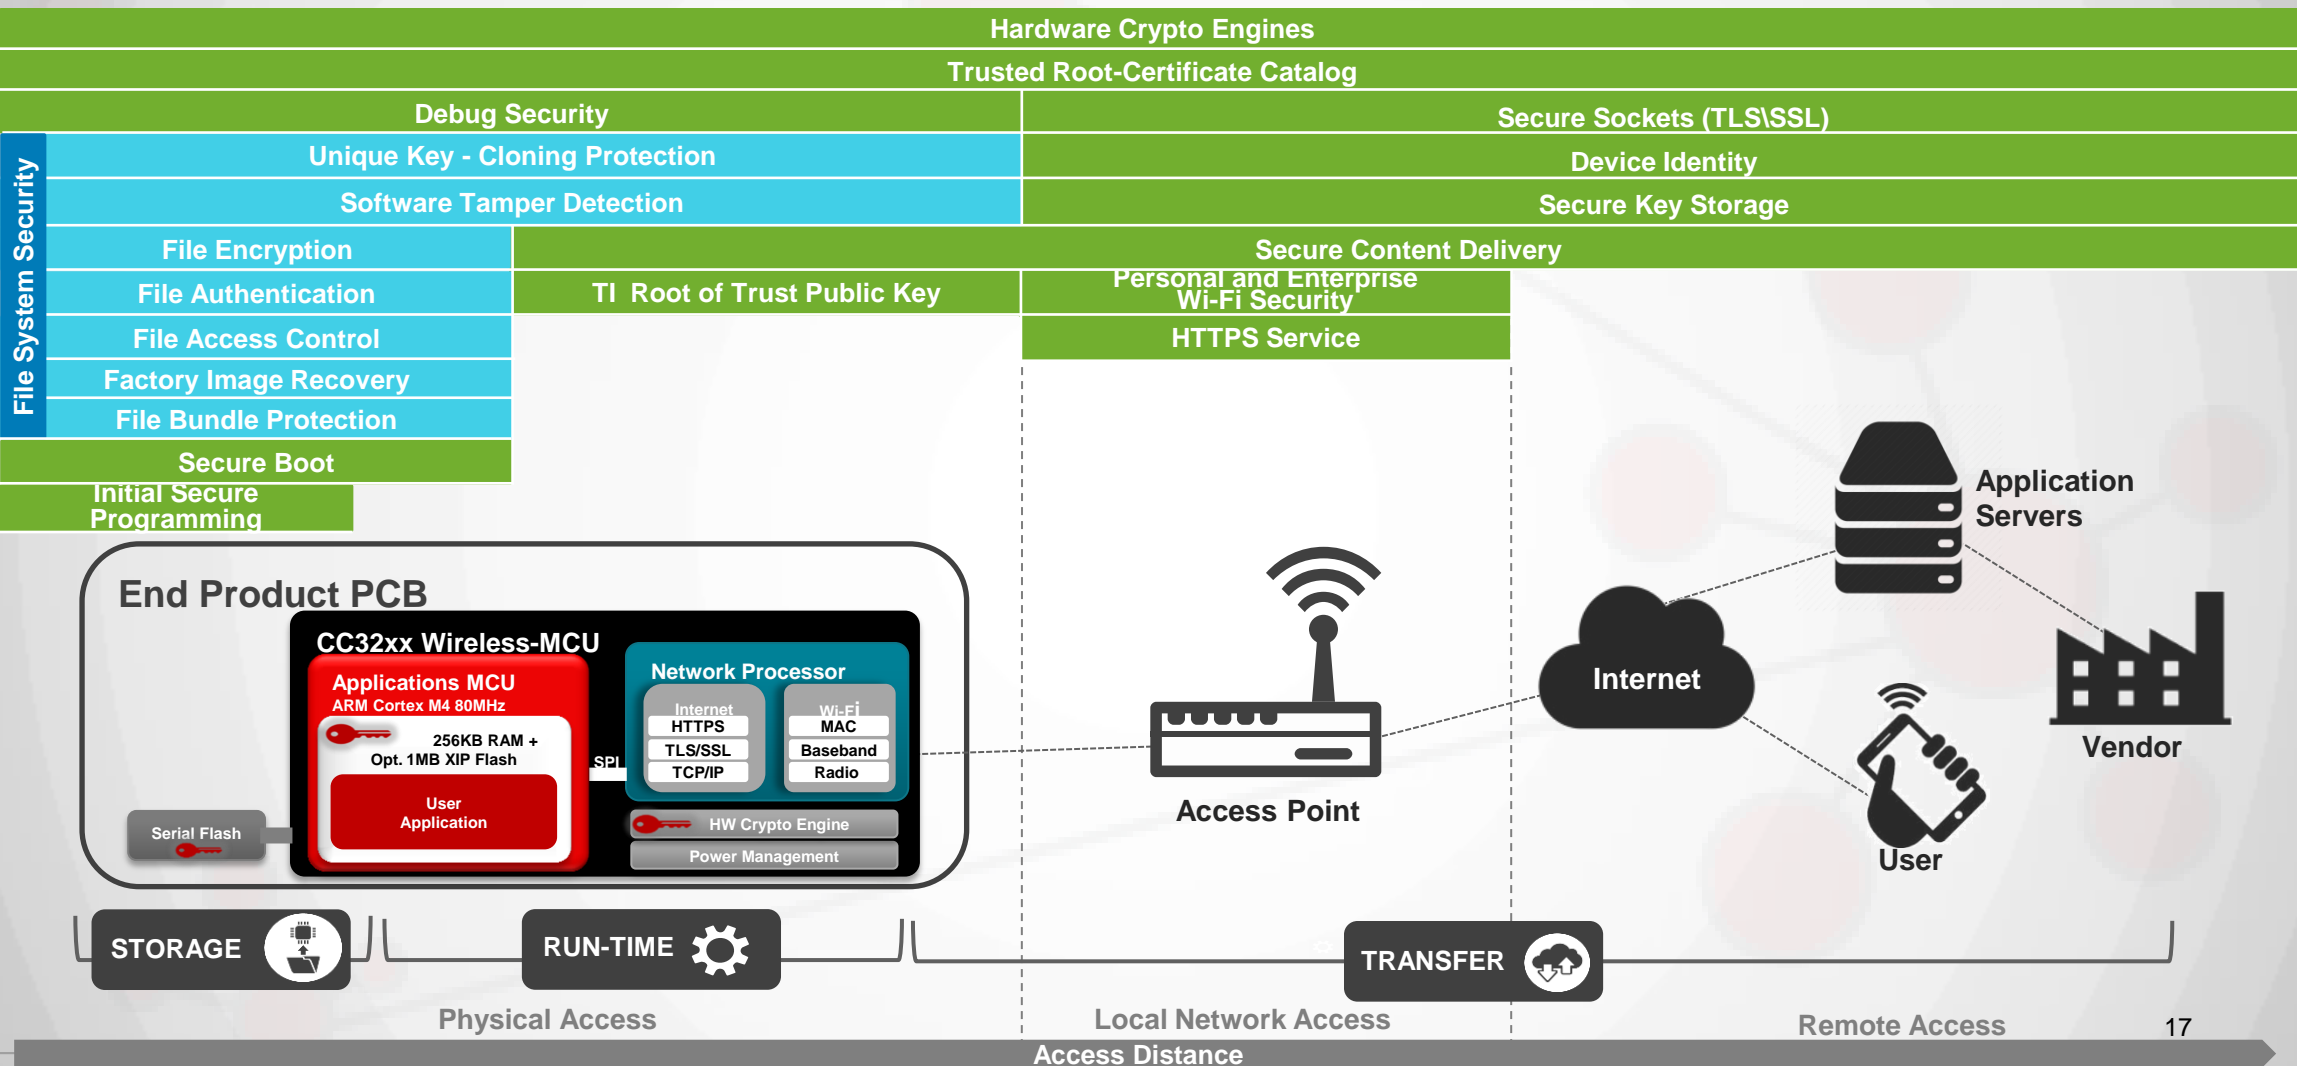 Hardware Crypto Engines
Trusted Root-Certificate Catalog
Debug Security
Secure Sockets (TLS\SSL)
File System Security
Unique Key - Cloning Protection
Device Identity
Software Tamper Detection
Secure Key Storage
File Encryption
Secure Content Delivery
File Authentication
TI Root of Trust Public Key
Personal and Enterprise
Wi-Fi Security
File Access Control
HTTPS Service
Factory Image Recovery
File Bundle Protection
Secure Boot
Initial Secure
Programming
End Product PCB
CC32xx Wireless-MCU
Applications MCU
ARM Cortex M4 80MHz
256KB RAM +
Opt. 1MB XIP Flash
User
Application
Serial Flash
SPI
Network Processor
Internet
HTTPS
TLS/SSL
TCP/IP
Wi-Fi
MAC
Baseband
Radio
HW Crypto Engine
Power Management
Access Point
Internet
Application
Servers
Vendor
User
STORAGE
RUN-TIME
TRANSFER
Physical Access
Local Network Access
Remote Access
17
Access Distance